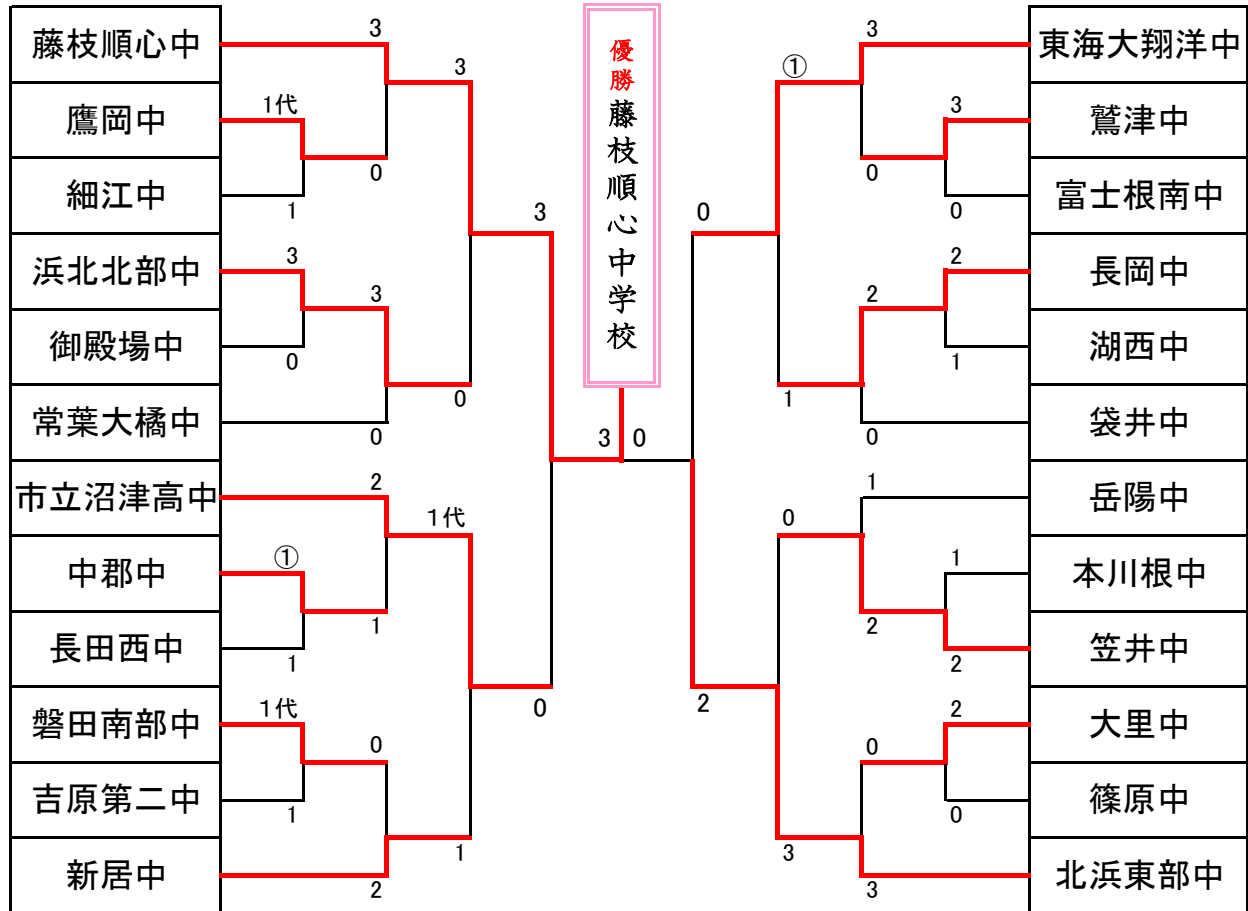 藤枝順心中
鷹岡中
細江中
浜北北部中
御殿場中
常葉大橘中
市立沼津高中
中郡中
長田西中
磐田南部中
吉原第二中
新居中
3
1代
1
3
0
①
1
1代
1
3
0
3
0
2
1
0
2
3
0
1代
1
3
0
3 0
優勝 藤枝順心中学校
0
2
①
1
0
3
3
0
2
0
1
2
0
3
3
0
2
1
1
2
2
0
東海大翔洋中
鷲津中
富士根南中
長岡中
湖西中
袋井中
岳陽中
本川根中
笠井中
大里中
篠原中
北浜東部中